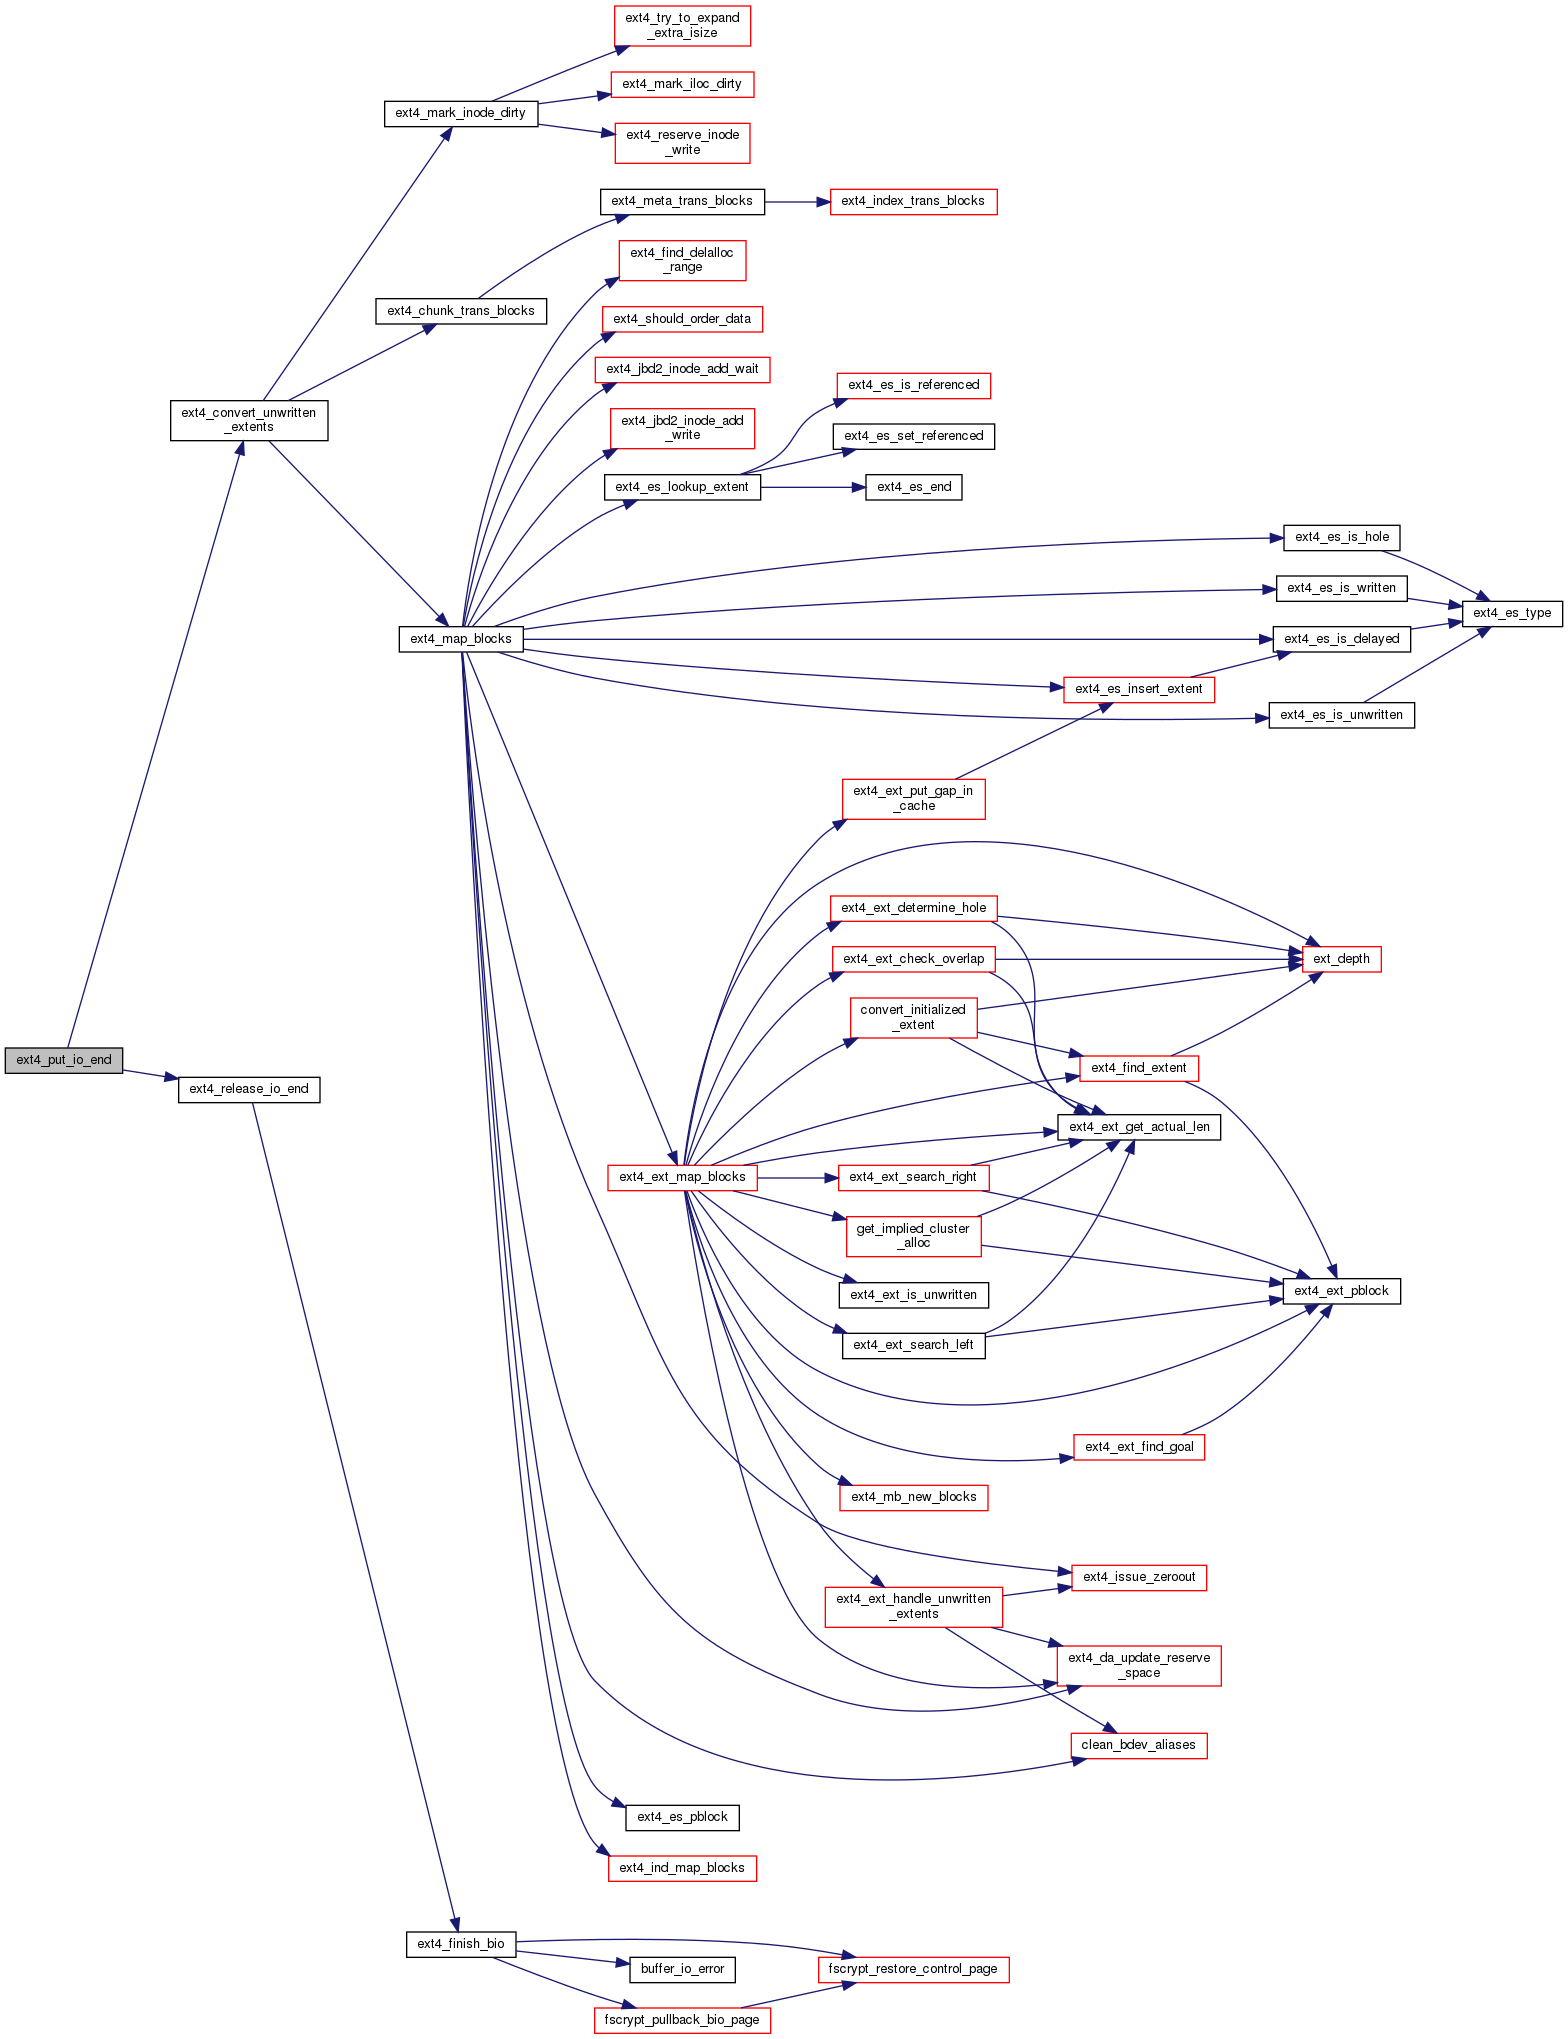 ext4_try_to_expand
_extra_isize
ext4_mark_iloc_dirty
ext4_mark_inode_dirty
ext4_reserve_inode
_write
ext4_meta_trans_blocks
ext4_index_trans_blocks
ext4_find_delalloc
_range
ext4_chunk_trans_blocks
ext4_should_order_data
ext4_jbd2_inode_add_wait
ext4_es_is_referenced
ext4_convert_unwritten
_extents
ext4_jbd2_inode_add
_write
ext4_es_set_referenced
ext4_es_lookup_extent
ext4_es_end
ext4_es_is_hole
ext4_es_is_written
ext4_es_type
ext4_map_blocks
ext4_es_is_delayed
ext4_es_insert_extent
ext4_es_is_unwritten
ext4_ext_put_gap_in
_cache
ext4_ext_determine_hole
ext4_ext_check_overlap
ext_depth
convert_initialized
_extent
ext4_put_io_end
ext4_find_extent
ext4_release_io_end
ext4_ext_get_actual_len
ext4_ext_map_blocks
ext4_ext_search_right
get_implied_cluster
_alloc
ext4_ext_is_unwritten
ext4_ext_pblock
ext4_ext_search_left
ext4_ext_find_goal
ext4_mb_new_blocks
ext4_issue_zeroout
ext4_ext_handle_unwritten
_extents
ext4_da_update_reserve
_space
clean_bdev_aliases
ext4_es_pblock
ext4_ind_map_blocks
ext4_finish_bio
buffer_io_error
fscrypt_restore_control_page
fscrypt_pullback_bio_page